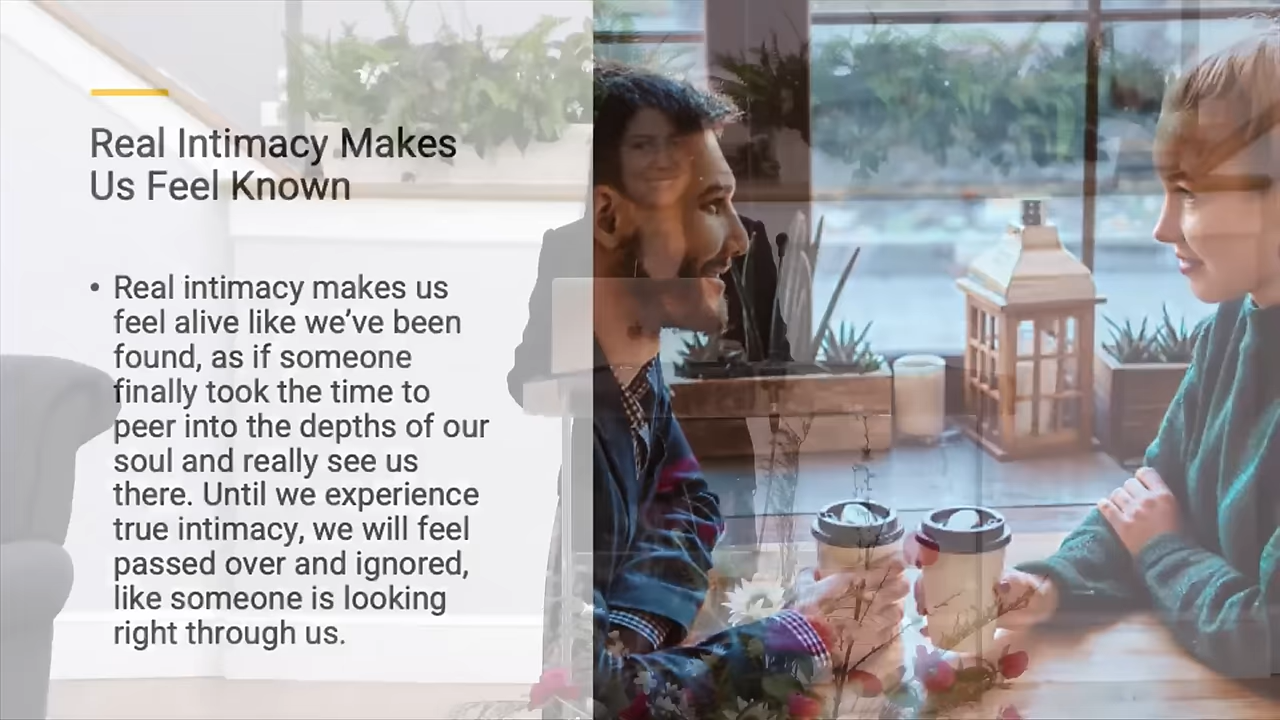 Real Intimacy Makes
Us Feel Known
• Real intimacy makes us
feel alive like we’ve been
found, as if someone
finally took the time to
peer into the depths of our
soul and really see us
there. Until we experience
true intimacy, we will feel
passed over and ignored,
like someone is looking
right through us.